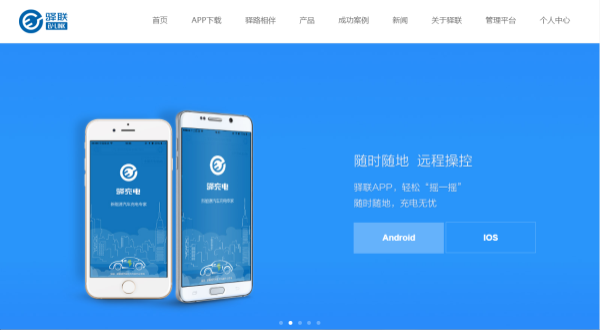 驿联
EV-LINK
首页 APP下载 驿路相伴 产品 成功案例 新闻 关于驿联 管理平台 个人中心
驿充电
驿充电
随时随地 远程操控
驿联APP，轻松“摇一摇”
随时随地，充电无忧
Android IOS